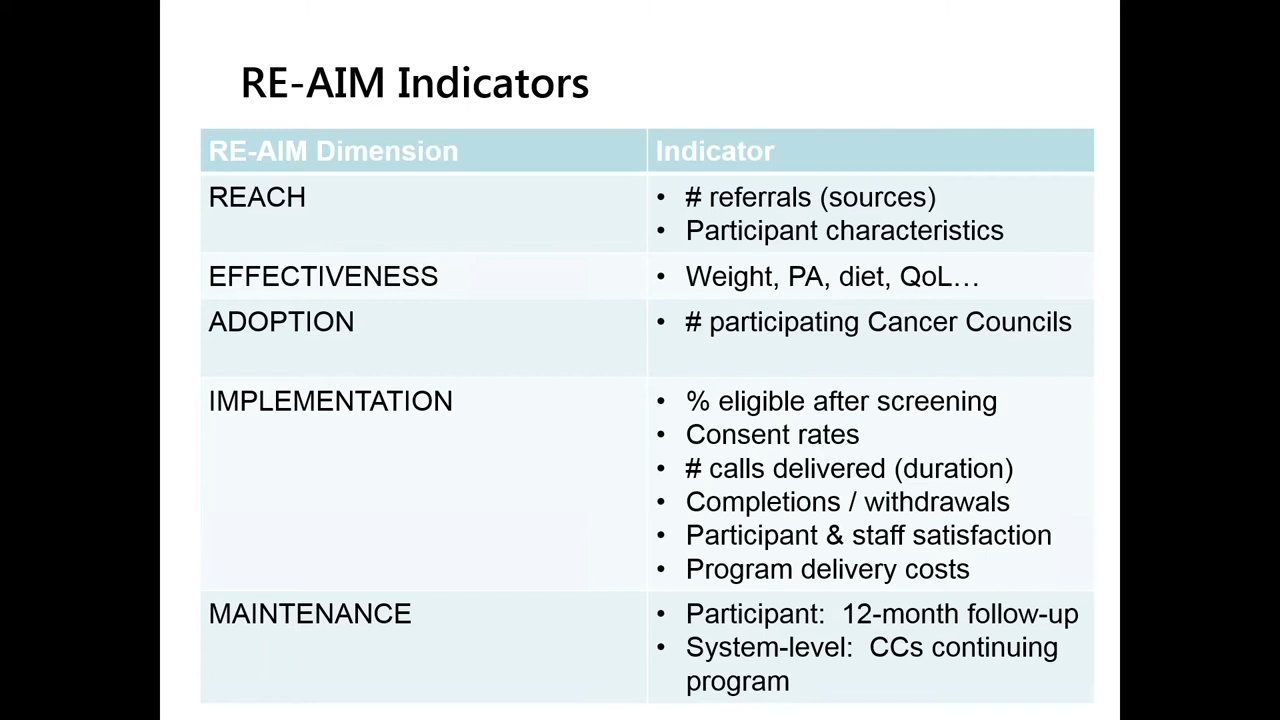 RE-AIM Indicators
RE-AIM Dimension Indicator
REACH
• # referrals (sources)
• Participant characteristics
EFFECTIVENESS
• Weight, PA, diet, QoL…
ADOPTION
• # participating Cancer Councils
IMPLEMENTATION
• % eligible after screening
• Consent rates
• # calls delivered (duration)
• Completions / withdrawals
• Participant & staff satisfaction
• Program delivery costs
MAINTENANCE
• Participant:  12-month follow-up
• System-level:  CCs continuing
program